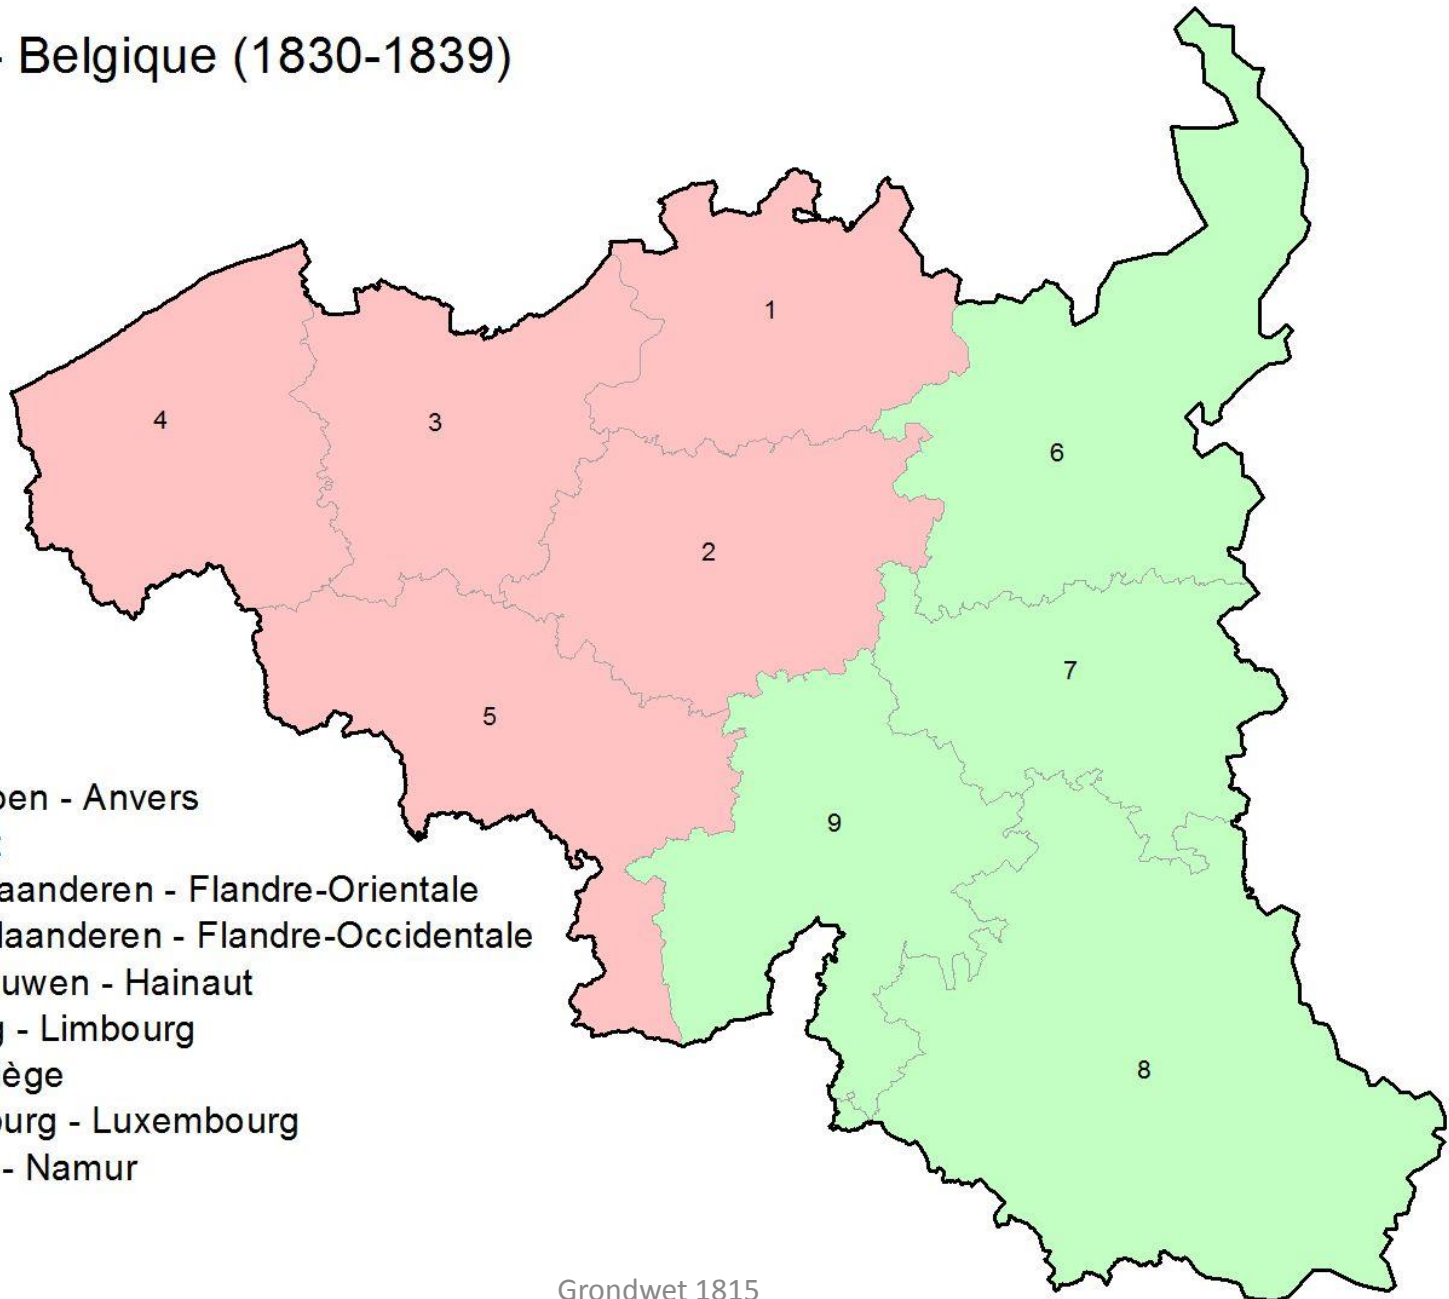 - Belgique (1830-1839)
1
4
3
6
2
7
5
9
8
pen - Anvers
laanderen - Flandre-Orientale
laanderen - Flandre-Occidentale
uwen - Hainaut
g - Limbourg
ège
ourg - Luxembourg
- Namur
Grondwet 1815